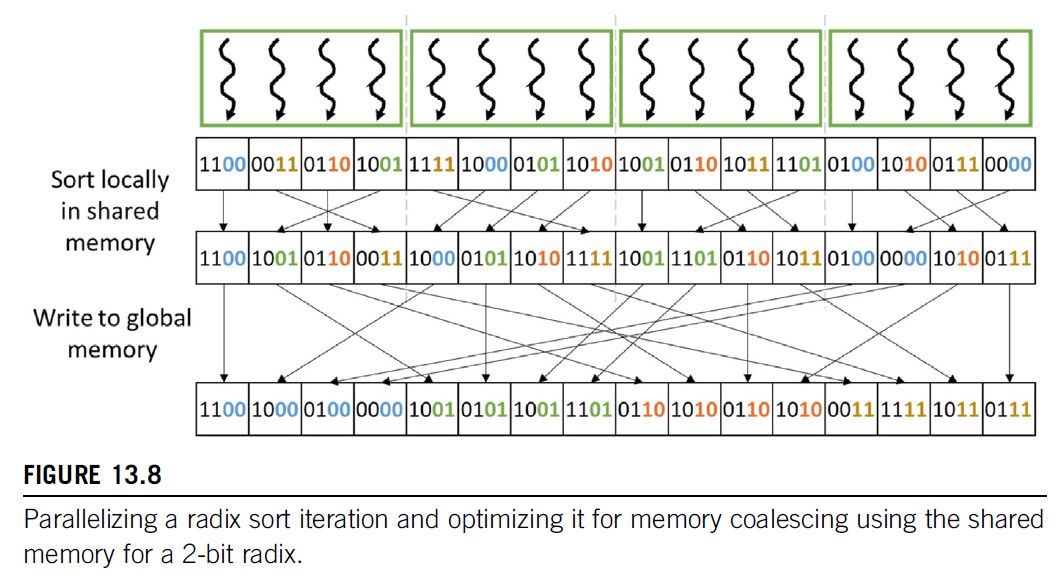 1100 0011 0110 1001 1111 1000 0101 1010 1001 0110 1011 1101 0100 1010 0111 0000
Sort locally
in shared
memory
1100 1001 0110 0011 1000 0101 1010 1111 1001 1101 0110 1011 0100 0000 1010 0111
Write to global
memory
1100 1000 0100 0000 1001 0101 1001 1101 0110 1010 0110 1010 0011 1111 1011 0111
FIGURE 13.8
Parallelizing a radix sort iteration and optimizing it for memory coalescing using the shared
memory for a 2-bit radix.